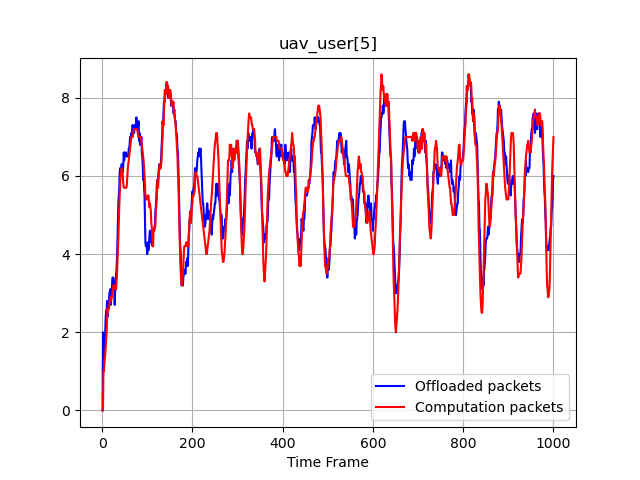 uav_user[5]
8
6
4
2
0
Offloaded packets
Computation packets
0 200 400 600 800 1000
Time Frame